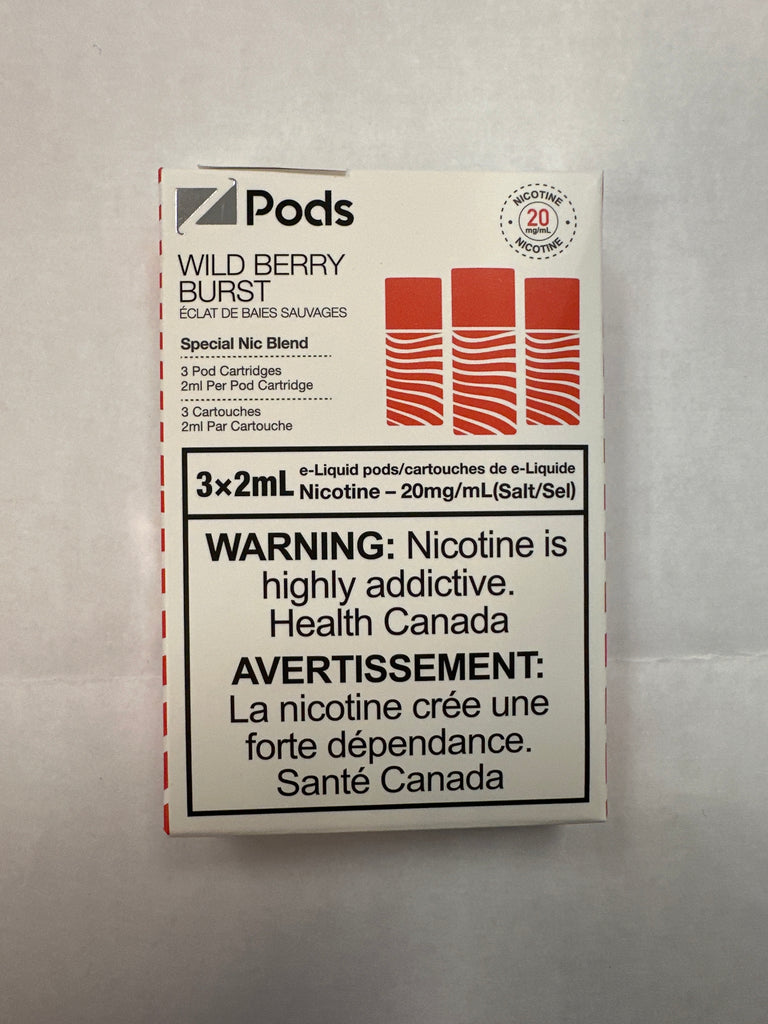 Z Pods
NICOTINE
20
mg/mL
NICOTINE
WILD BERRY
BURST
ÉCLAT DE BAIES SAUVAGES
Special Nic Blend
3 Pod Cartridges
2ml Per Pod Cartridge
3 Cartouches
2ml Par Cartouche
3×2mL
e-Liquid pods/cartouches de e-Liquide
Nicotine – 20mg/mL(Salt/Sel)
WARNING: Nicotine is
highly addictive.
Health Canada
AVERTISSEMENT:
La nicotine crée une
forte dépendance.
Santé Canada